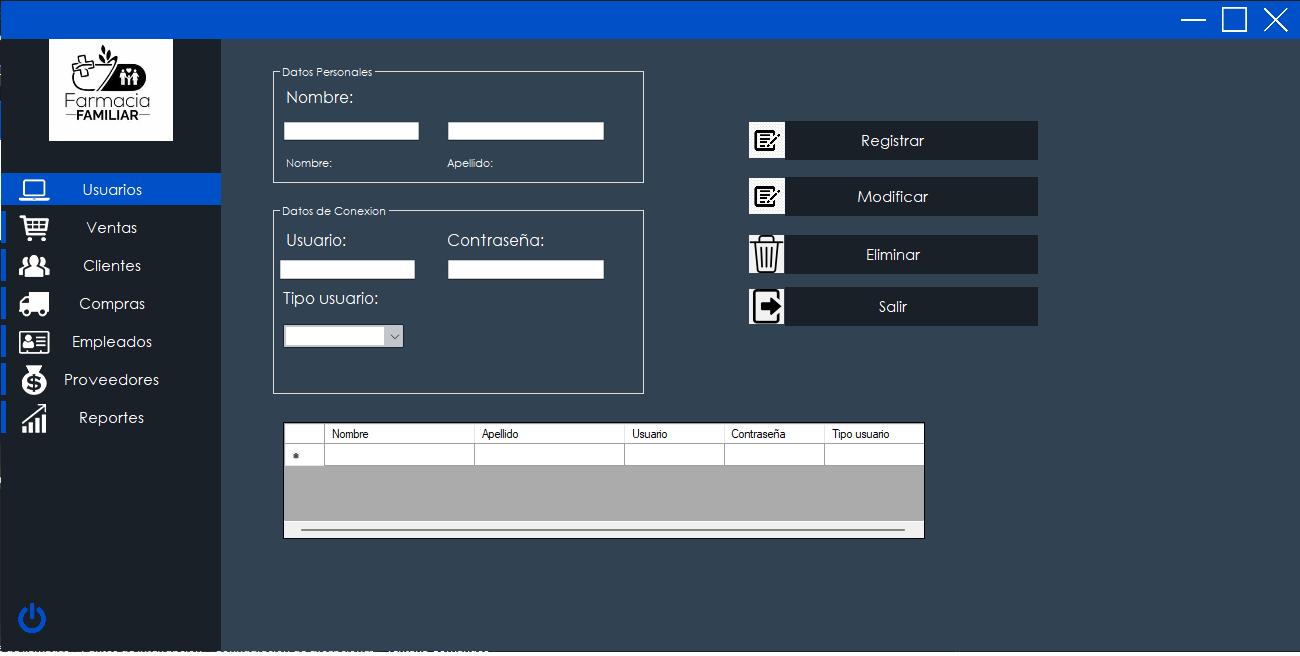 Farmacia
FAMILIAR
Usuarios
Ventas
Clientes
Compras
Empleados
Proveedores
Reportes
Datos Personales
Nombre:
Nombre: Apellido:
Datos de Conexion
Usuario: Contraseña:
Tipo usuario:
Registrar
Modificar
Eliminar
Salir
Nombre Apellido Usuario Contraseña Tipo usuario